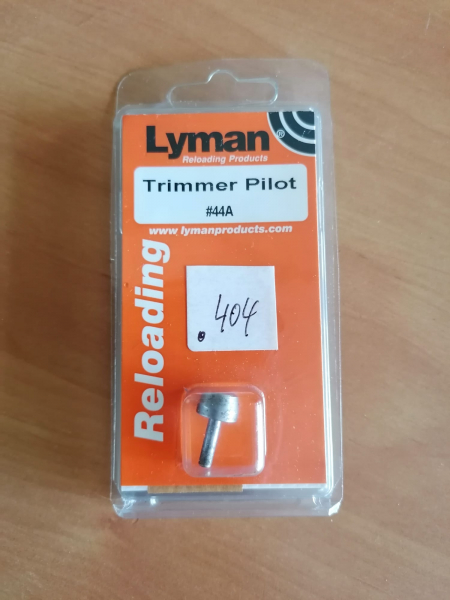 Lyman®
Reloading Products
Trimmer Pilot
#44A
www.lymanproducts.com
Reloading
.404